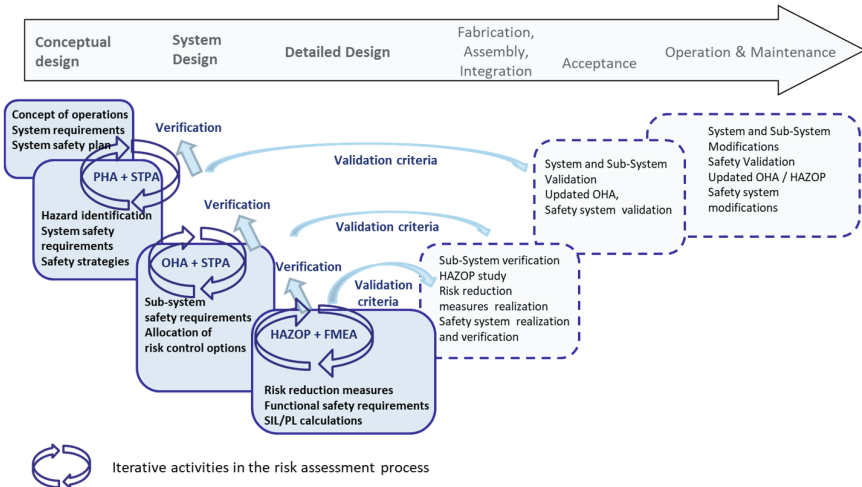 Conceptual
design
System
Design
Detailed Design
Fabrication,
Assembly,
Integration
Acceptance
Operation & Maintenance
Concept of operations
System requirements
System safety plan
Verification
PHA + STPA
Validation criteria
Hazard identification
System safety
requirements
Safety strategies
Verification
OHA + STPA
Validation criteria
Sub-system
safety requirements
Allocation of
risk control options
Verification
HAZOP + FMEA
Validation
criteria
Risk reduction measures
Functional safety requirements
SIL/PL calculations
Sub-System verification
HAZOP study
Risk reduction
measures realization
Safety system realization
and verification
System and Sub-System
Validation
Updated OHA,
Safety system validation
System and Sub-System
Modifications
Safety Validation
Updated OHA / HAZOP
Safety system
modifications
Iterative activities in the risk assessment process